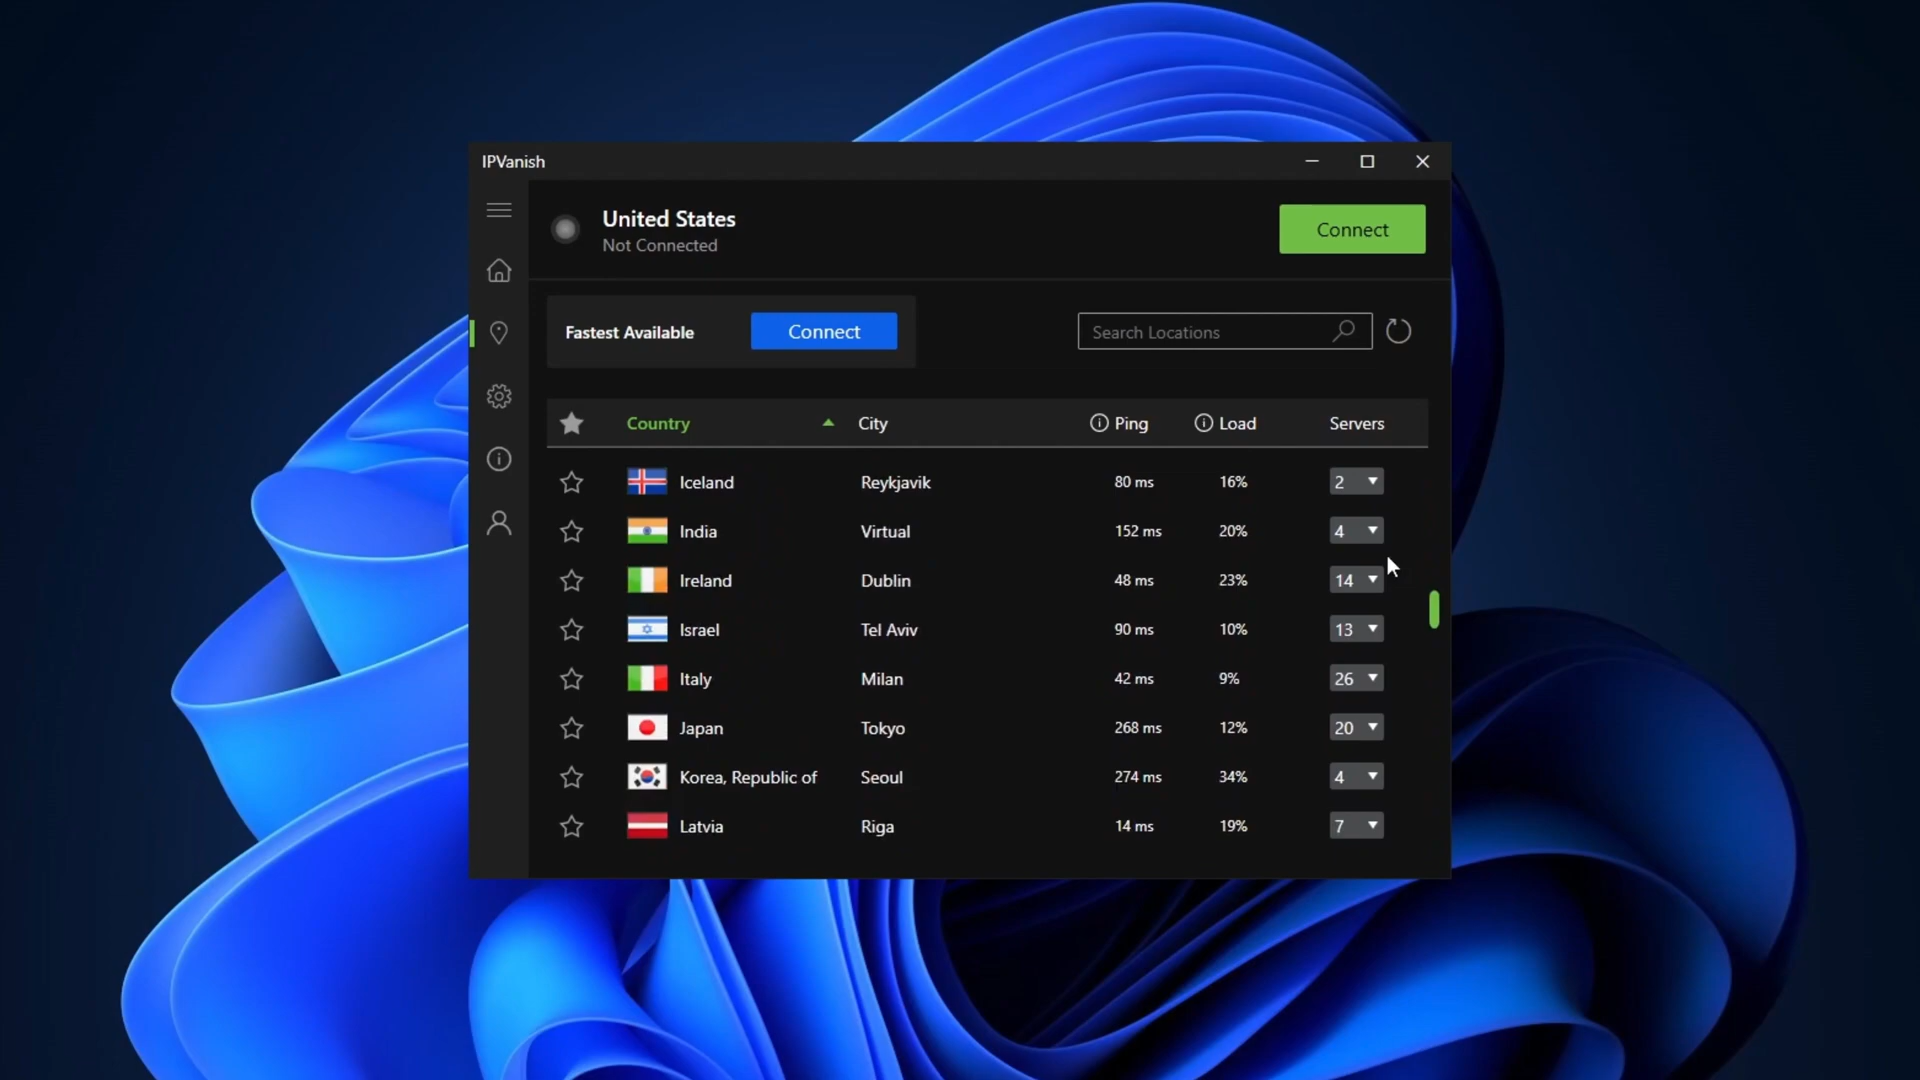 IPVanish
United States
Not Connected
Connect
Fastest Available Connect Search Locations
Country City Ping Load Servers
Iceland Reykjavik 80 ms 16% 2
India Virtual 152 ms 20% 4
Ireland Dublin 48 ms 23% 14
Israel Tel Aviv 90 ms 10% 13
Italy Milan 42 ms 9% 26
Japan Tokyo 268 ms 12% 20
Korea, Republic of Seoul 274 ms 34% 4
Latvia Riga 14 ms 19% 7